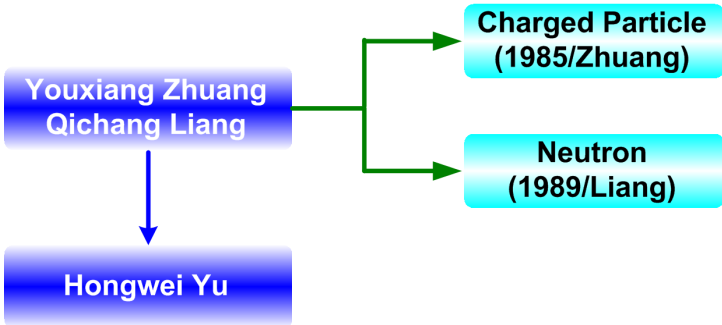 Youxiang Zhuang
Qichang Liang
Charged Particle
(1985/Zhuang)
Neutron
(1989/Liang)
Hongwei Yu